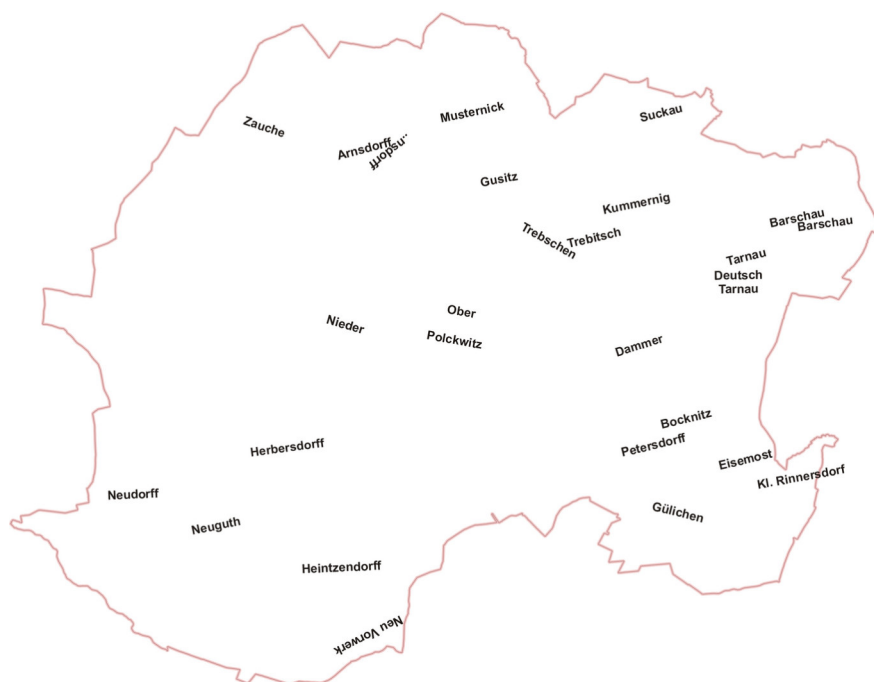 Musternick
Suckau
Zauche
Arnsdorff
..nsdorff
Gusitz
Kummernig
Barschau
Barschau
Trebschen
Trebitsch
Tarnau
Deutsch
Tarnau
Ober
Nieder
Polckwitz
Dammer
Bocknitz
Petersdorff
Herbersdorff
Eisemost
Kl. Rinnersdorf
Neudorff
Gülichen
Neuguth
Heintzendorff
Neu Vorwerk